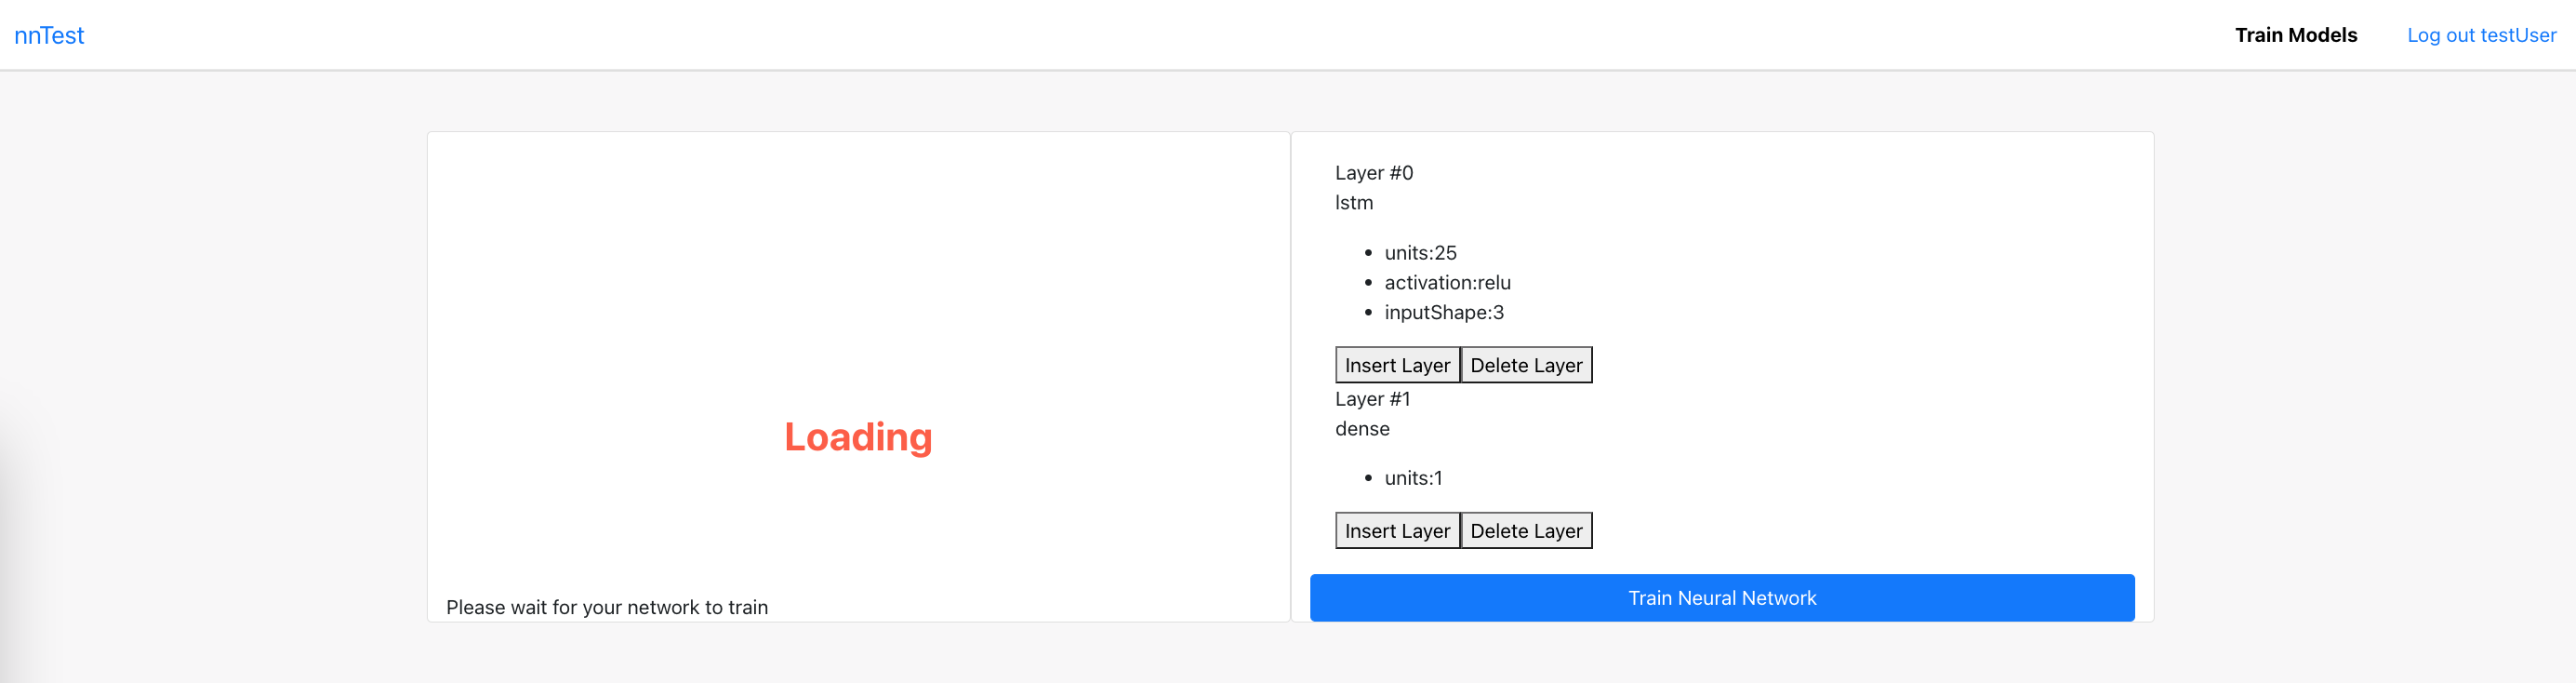 nnTest
Train Models
Log out testUser
Loading
Please wait for your network to train
Layer #0
lstm
units:25
activation:relu
inputShape:3
Insert Layer
Delete Layer
Layer #1
dense
units:1
Insert Layer
Delete Layer
Train Neural Network